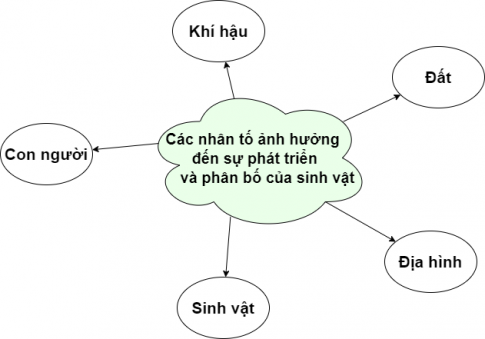 Khí hậu
Đất
Các nhân tố ảnh hưởng
đến sự phát triển
và phân bố của sinh vật
Con người
Địa hình
Sinh vật